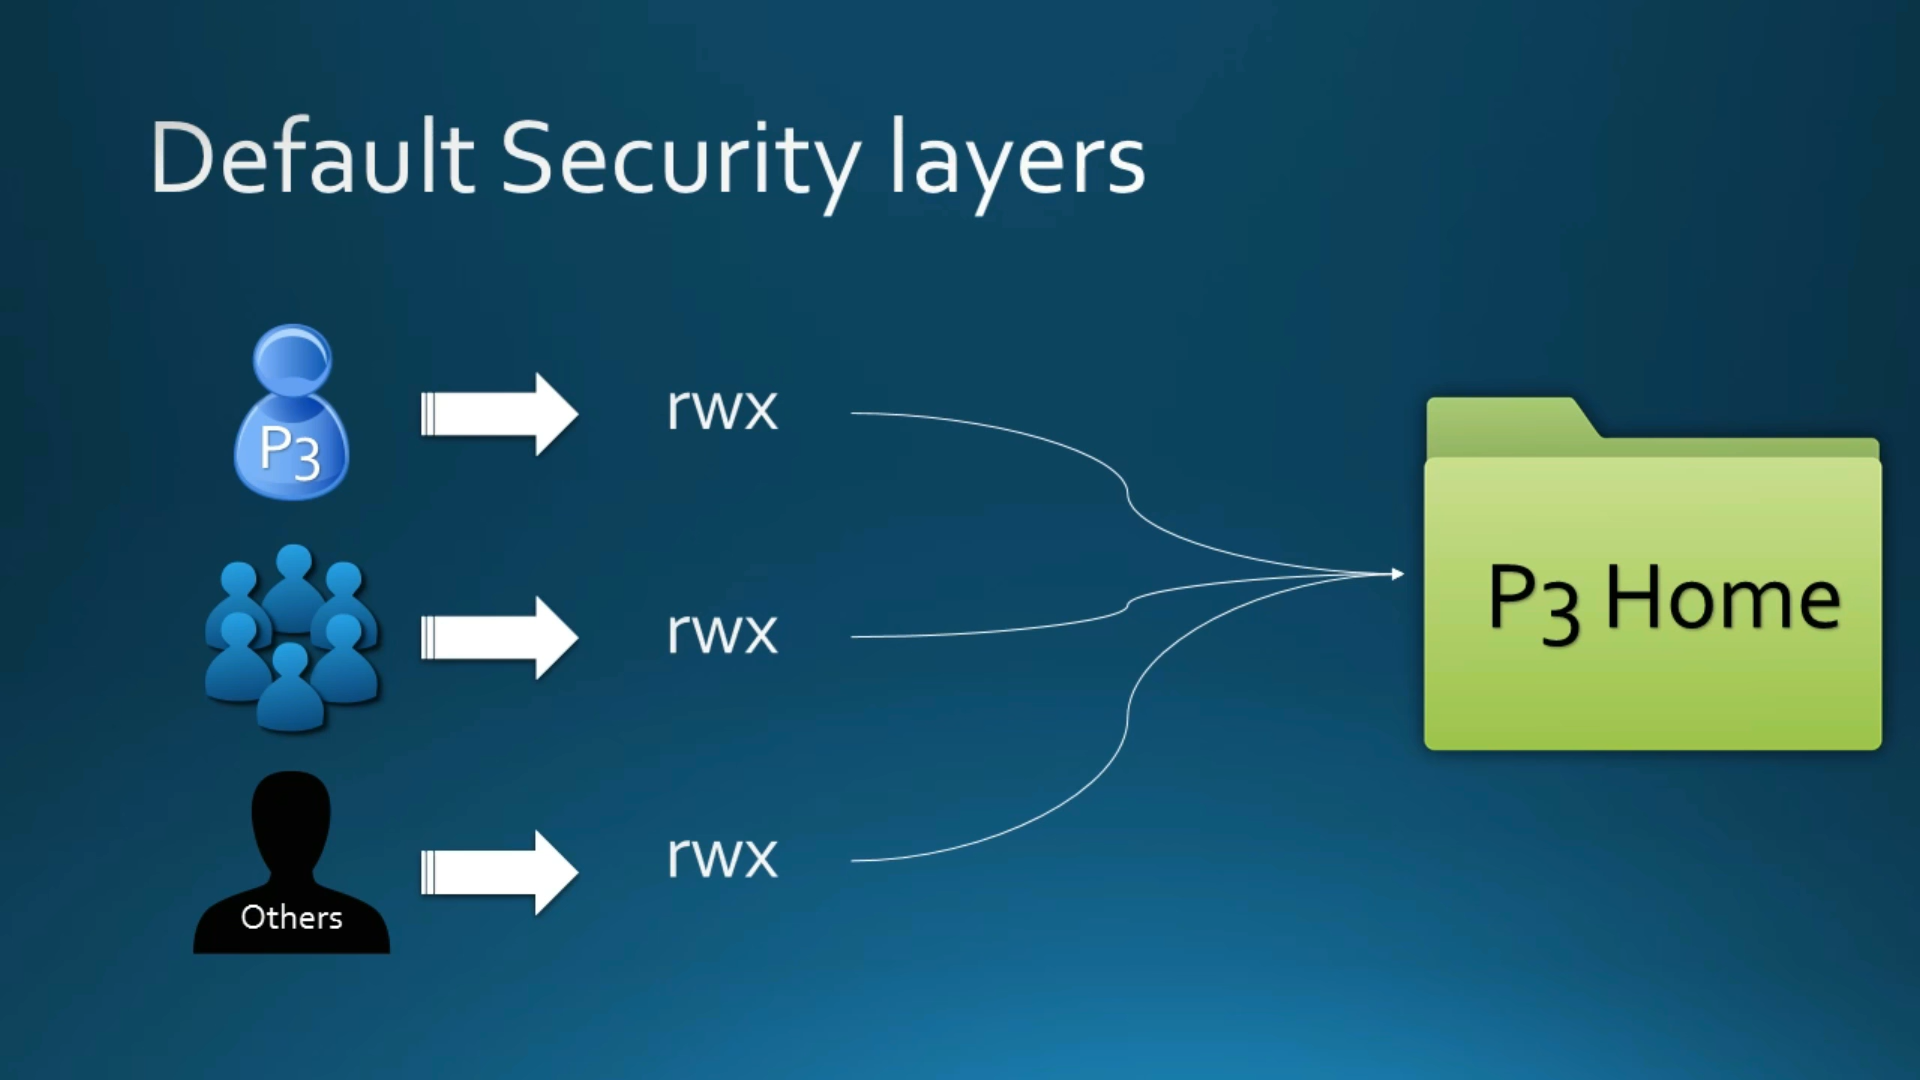 Default Security layers
P3
rwx
rwx
P3 Home
rwx
Others